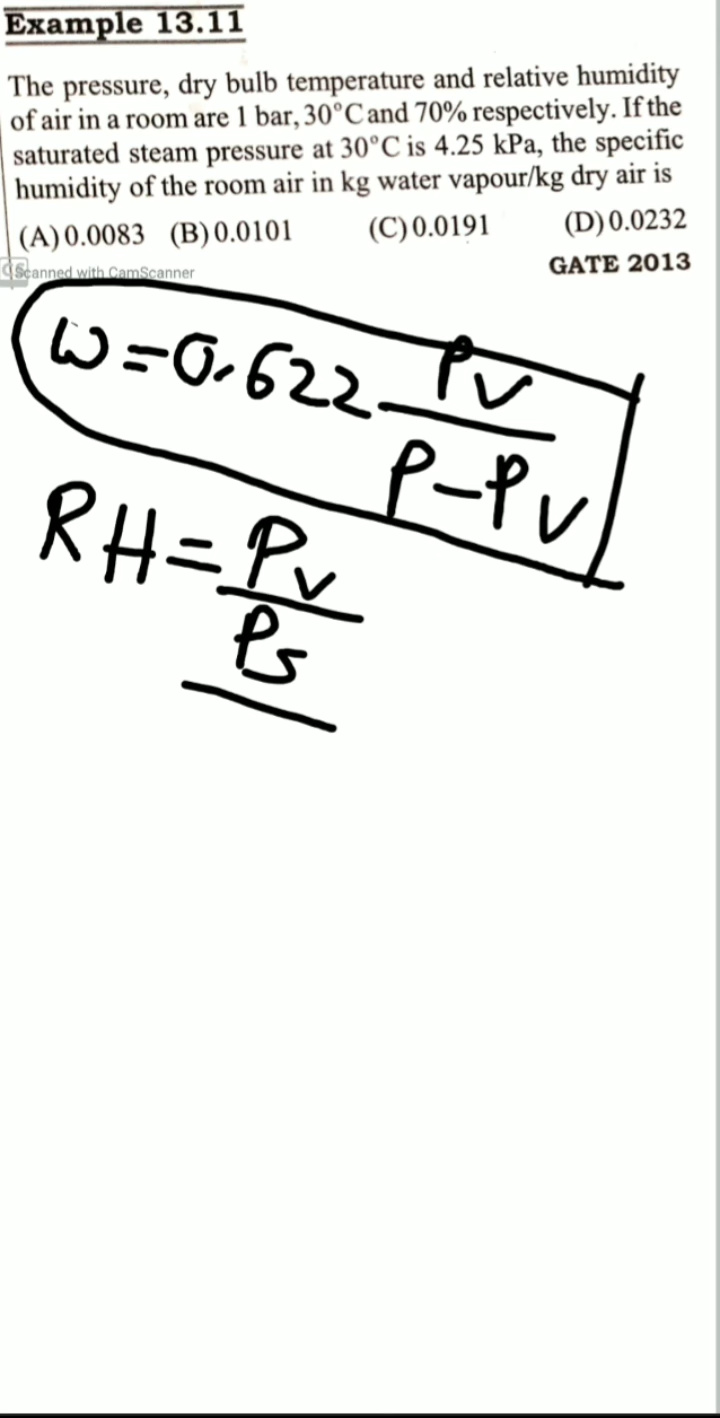 Example 13.11
The pressure, dry bulb temperature and relative humidity
of air in a room are 1 bar, 30°C and 70% respectively. If the
saturated steam pressure at 30°C is 4.25 kPa, the specific
humidity of the room air in kg water vapour/kg dry air is
(A) 0.0083 (B) 0.0101 (C) 0.0191 (D) 0.0232
GATE 2013
CS Scanned with CamScanner
ω = 0.622 Pv
P-Pv
RH = Pv
Ps